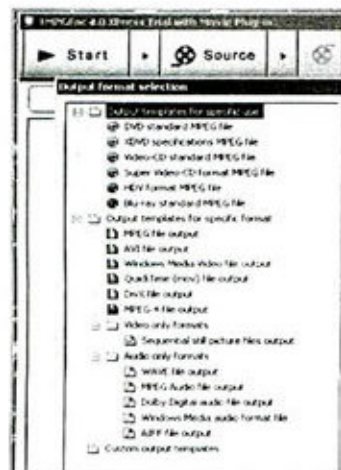 TMPGEnc 4.0 XPress Trial with Movie Plug-in
Start
Source
Output format selection
Output templates for specific use
DVD standard MPEG file
XDVD specifications MPEG file
Video-CD standard MPEG file
Super Video-CD format MPEG file
HDV format MPEG file
Blu-ray standard MPEG file
Output templates for specific format
MPEG file output
AVI file output
Windows Media Video file output
QuickTime (mov) file output
DivX file output
MPEG-4 file output
Video only formats
Sequential still picture files output
Audio only formats
WAVE file output
MPEG Audio file output
Dolby Digital audio file output
Windows Media audio format file
AIFF file output
Custom output templates